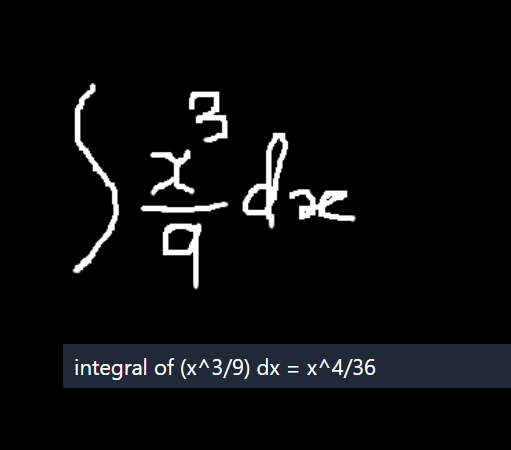 ∫ x³/9 dx
integral of (x^3/9) dx = x^4/36